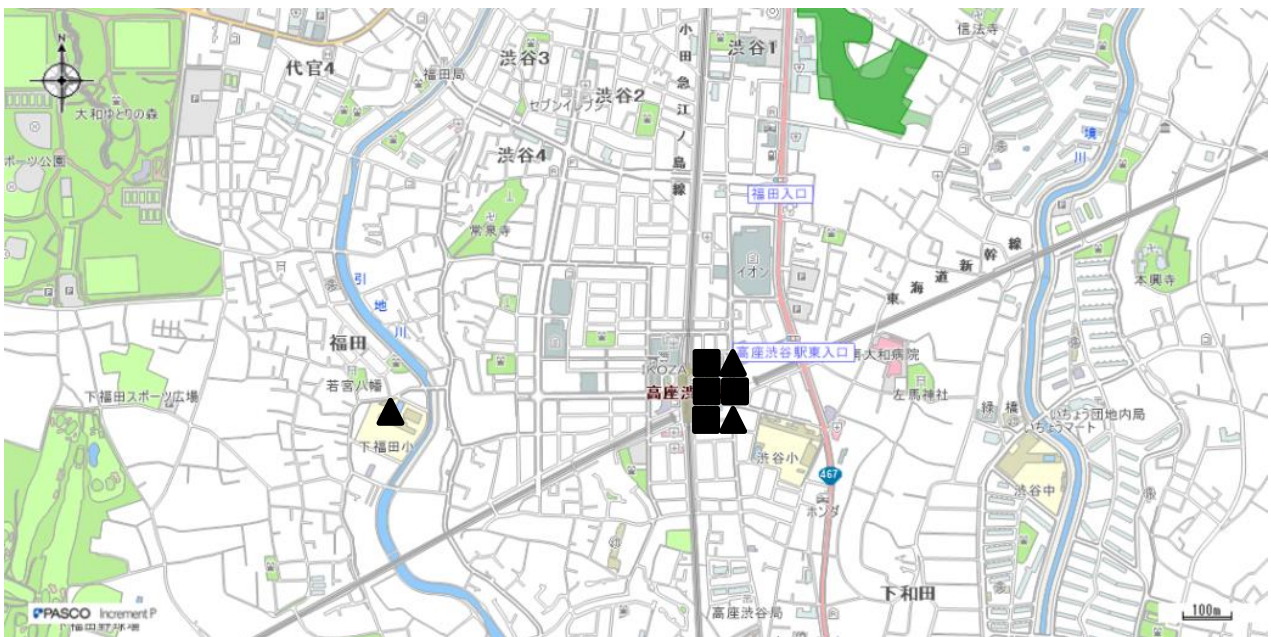 信法寺
渋谷1
渋谷3
代官4
福田局
小田急江ノ島線
セブンイレブン
渋谷2
大和ゆとりの森
N
境川
渋谷4
ポーツ公園
福田入口
常泉寺
イオン
東海道新幹線
本興寺
引地川
福田
高座渋谷駅東入口
大和病院
IKOZA
若宮八幡
高座渋
下福田スポーツ広場
左馬神社
緑橋
いちょう団地内局
いちょうマート
下福田小
渋谷小
467
渋谷中
ホンダ
下和田
高座渋谷局
100m
PASCO Increment P